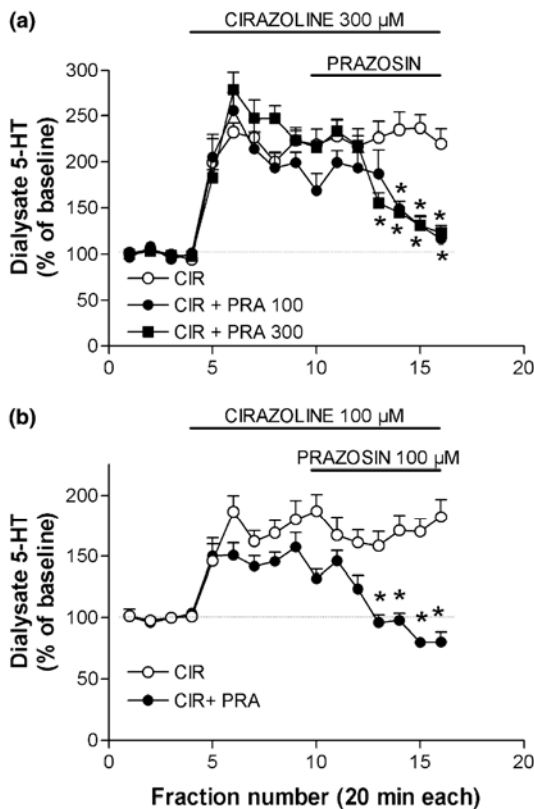 (a)
CIRAZOLINE 300 µM
PRAZOSIN
Dialysate 5-HT
(% of baseline)
300
250
200
150
100
50
0
* * * *
* *
*
CIR
CIR + PRA 100
CIR + PRA 300
0 5 10 15 20
(b)
CIRAZOLINE 100 µM
PRAZOSIN 100 µM
Dialysate 5-HT
(% of baseline)
200
150
100
50
0
* * * *
CIR
CIR+ PRA
0 5 10 15 20
Fraction number (20 min each)